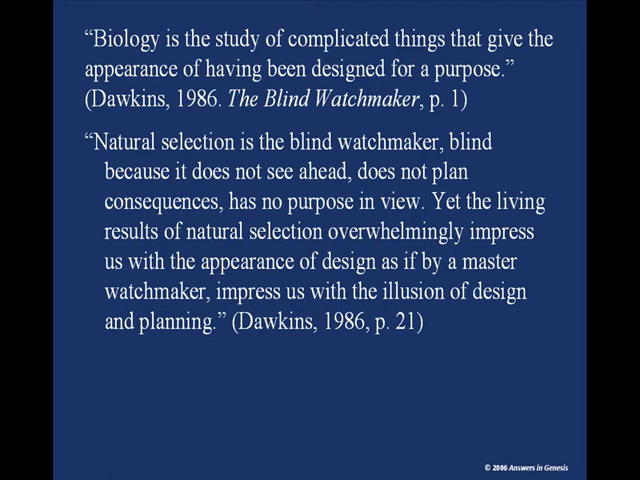 “Biology is the study of complicated things that give the
appearance of having been designed for a purpose.”
(Dawkins, 1986. The Blind Watchmaker, p. 1)
“Natural selection is the blind watchmaker, blind
because it does not see ahead, does not plan
consequences, has no purpose in view. Yet the living
results of natural selection overwhelmingly impress
us with the appearance of design as if by a master
watchmaker, impress us with the illusion of design
and planning.” (Dawkins, 1986, p. 21)
© 2006 Answers in Genesis